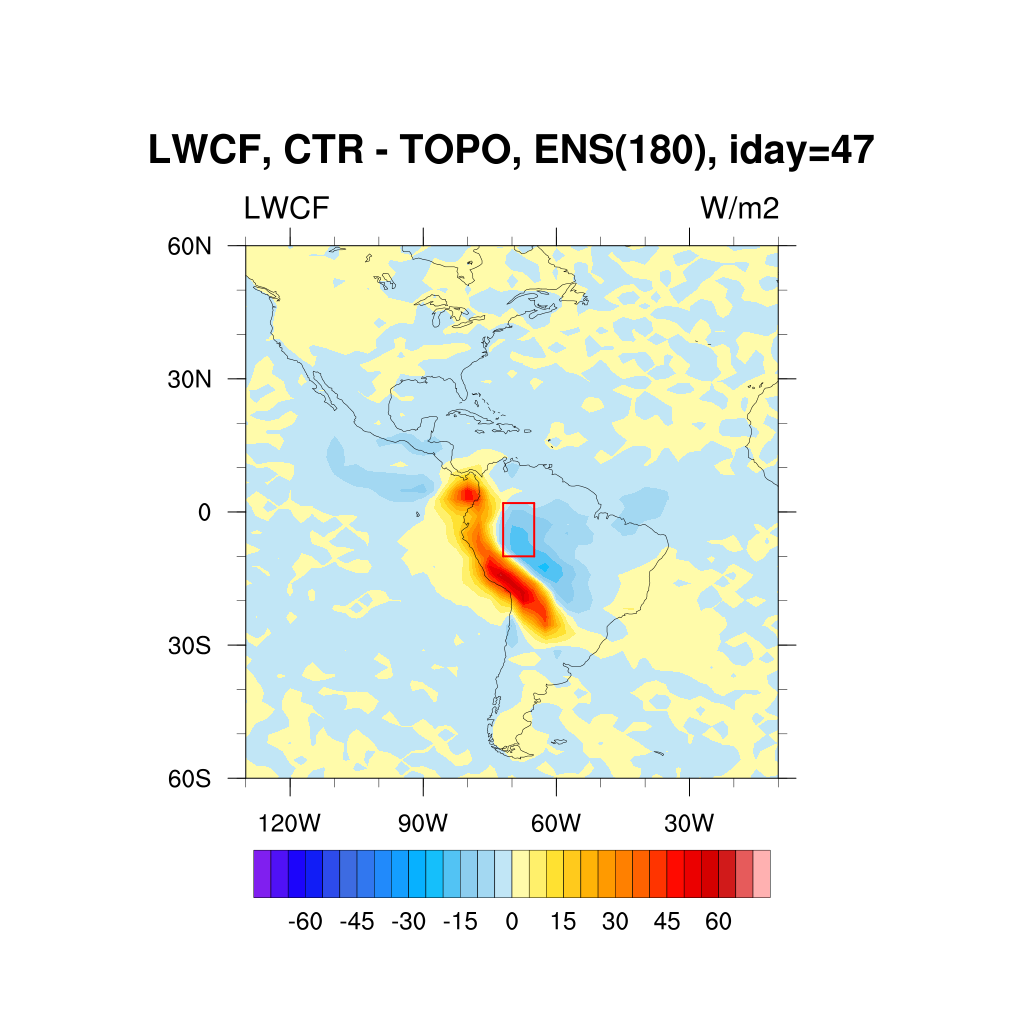 LWCF, CTR - TOPO, ENS(180), iday=47
LWCF W/m2
60N
30N
0
30S
60S
120W 90W 60W 30W
-60 -45 -30 -15 0 15 30 45 60